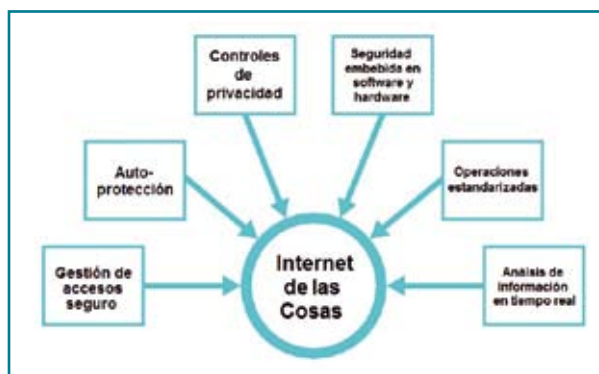 Controles
de
privacidad
Seguridad
embebida en
software y
hardware
Auto-
protección
Operaciones
estandarizadas
Gestión de
accesos
seguro
Internet
de las
Cosas
Análisis de
información
en tiempo real